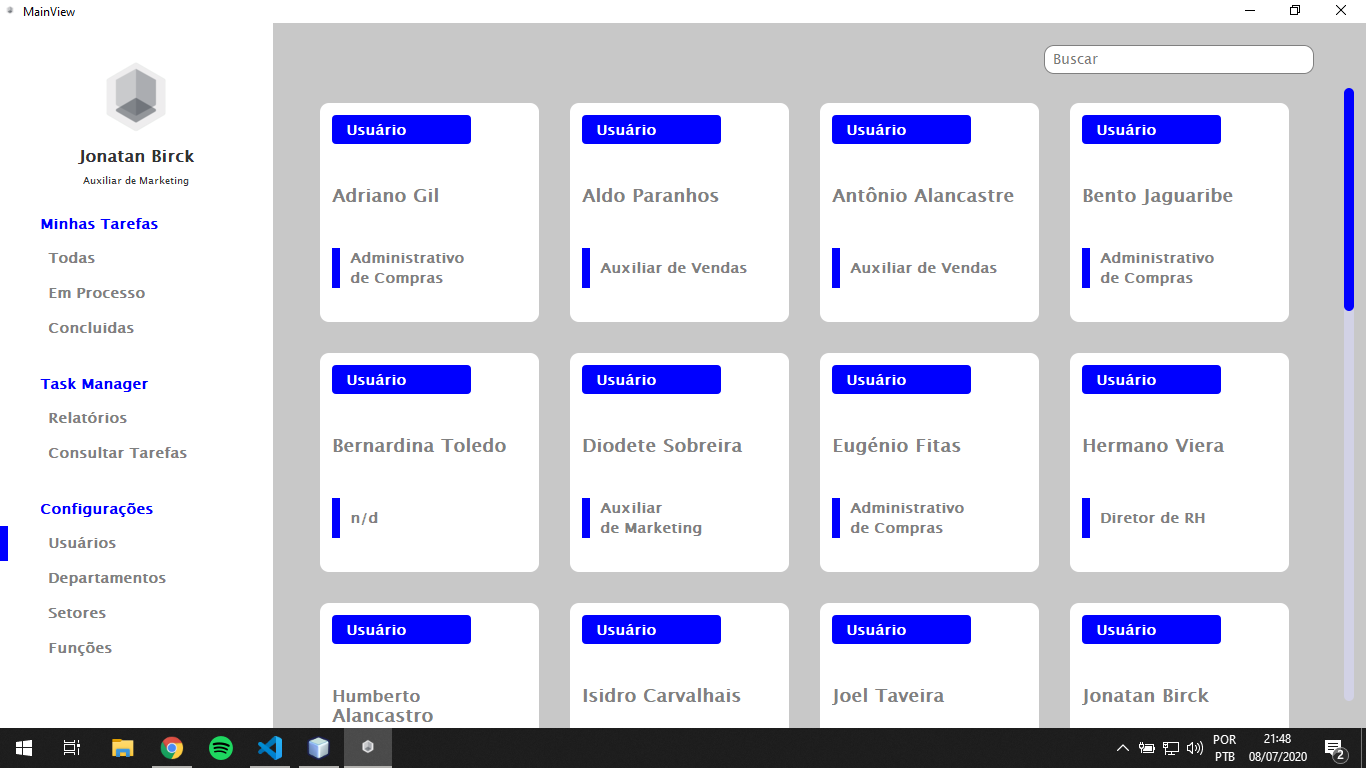 MainView
Jonatan Birck
Auxiliar de Marketing
Minhas Tarefas
Todas
Em Processo
Concluidas
Task Manager
Relatórios
Consultar Tarefas
Configurações
Usuários
Departamentos
Setores
Funções
Buscar
Usuário
Adriano Gil
Administrativo
de Compras
Usuário
Aldo Paranhos
Auxiliar de Vendas
Usuário
Antônio Alancastre
Auxiliar de Vendas
Usuário
Bento Jaguaribe
Administrativo
de Compras
Usuário
Bernardina Toledo
n/d
Usuário
Diodete Sobreira
Auxiliar
de Marketing
Usuário
Eugénio Fitas
Administrativo
de Compras
Usuário
Hermano Viera
Diretor de RH
Usuário
Humberto
Alancastro
Usuário
Isidro Carvalhais
Usuário
Joel Taveira
Usuário
Jonatan Birck
POR
PTB
21:48
08/07/2020
2